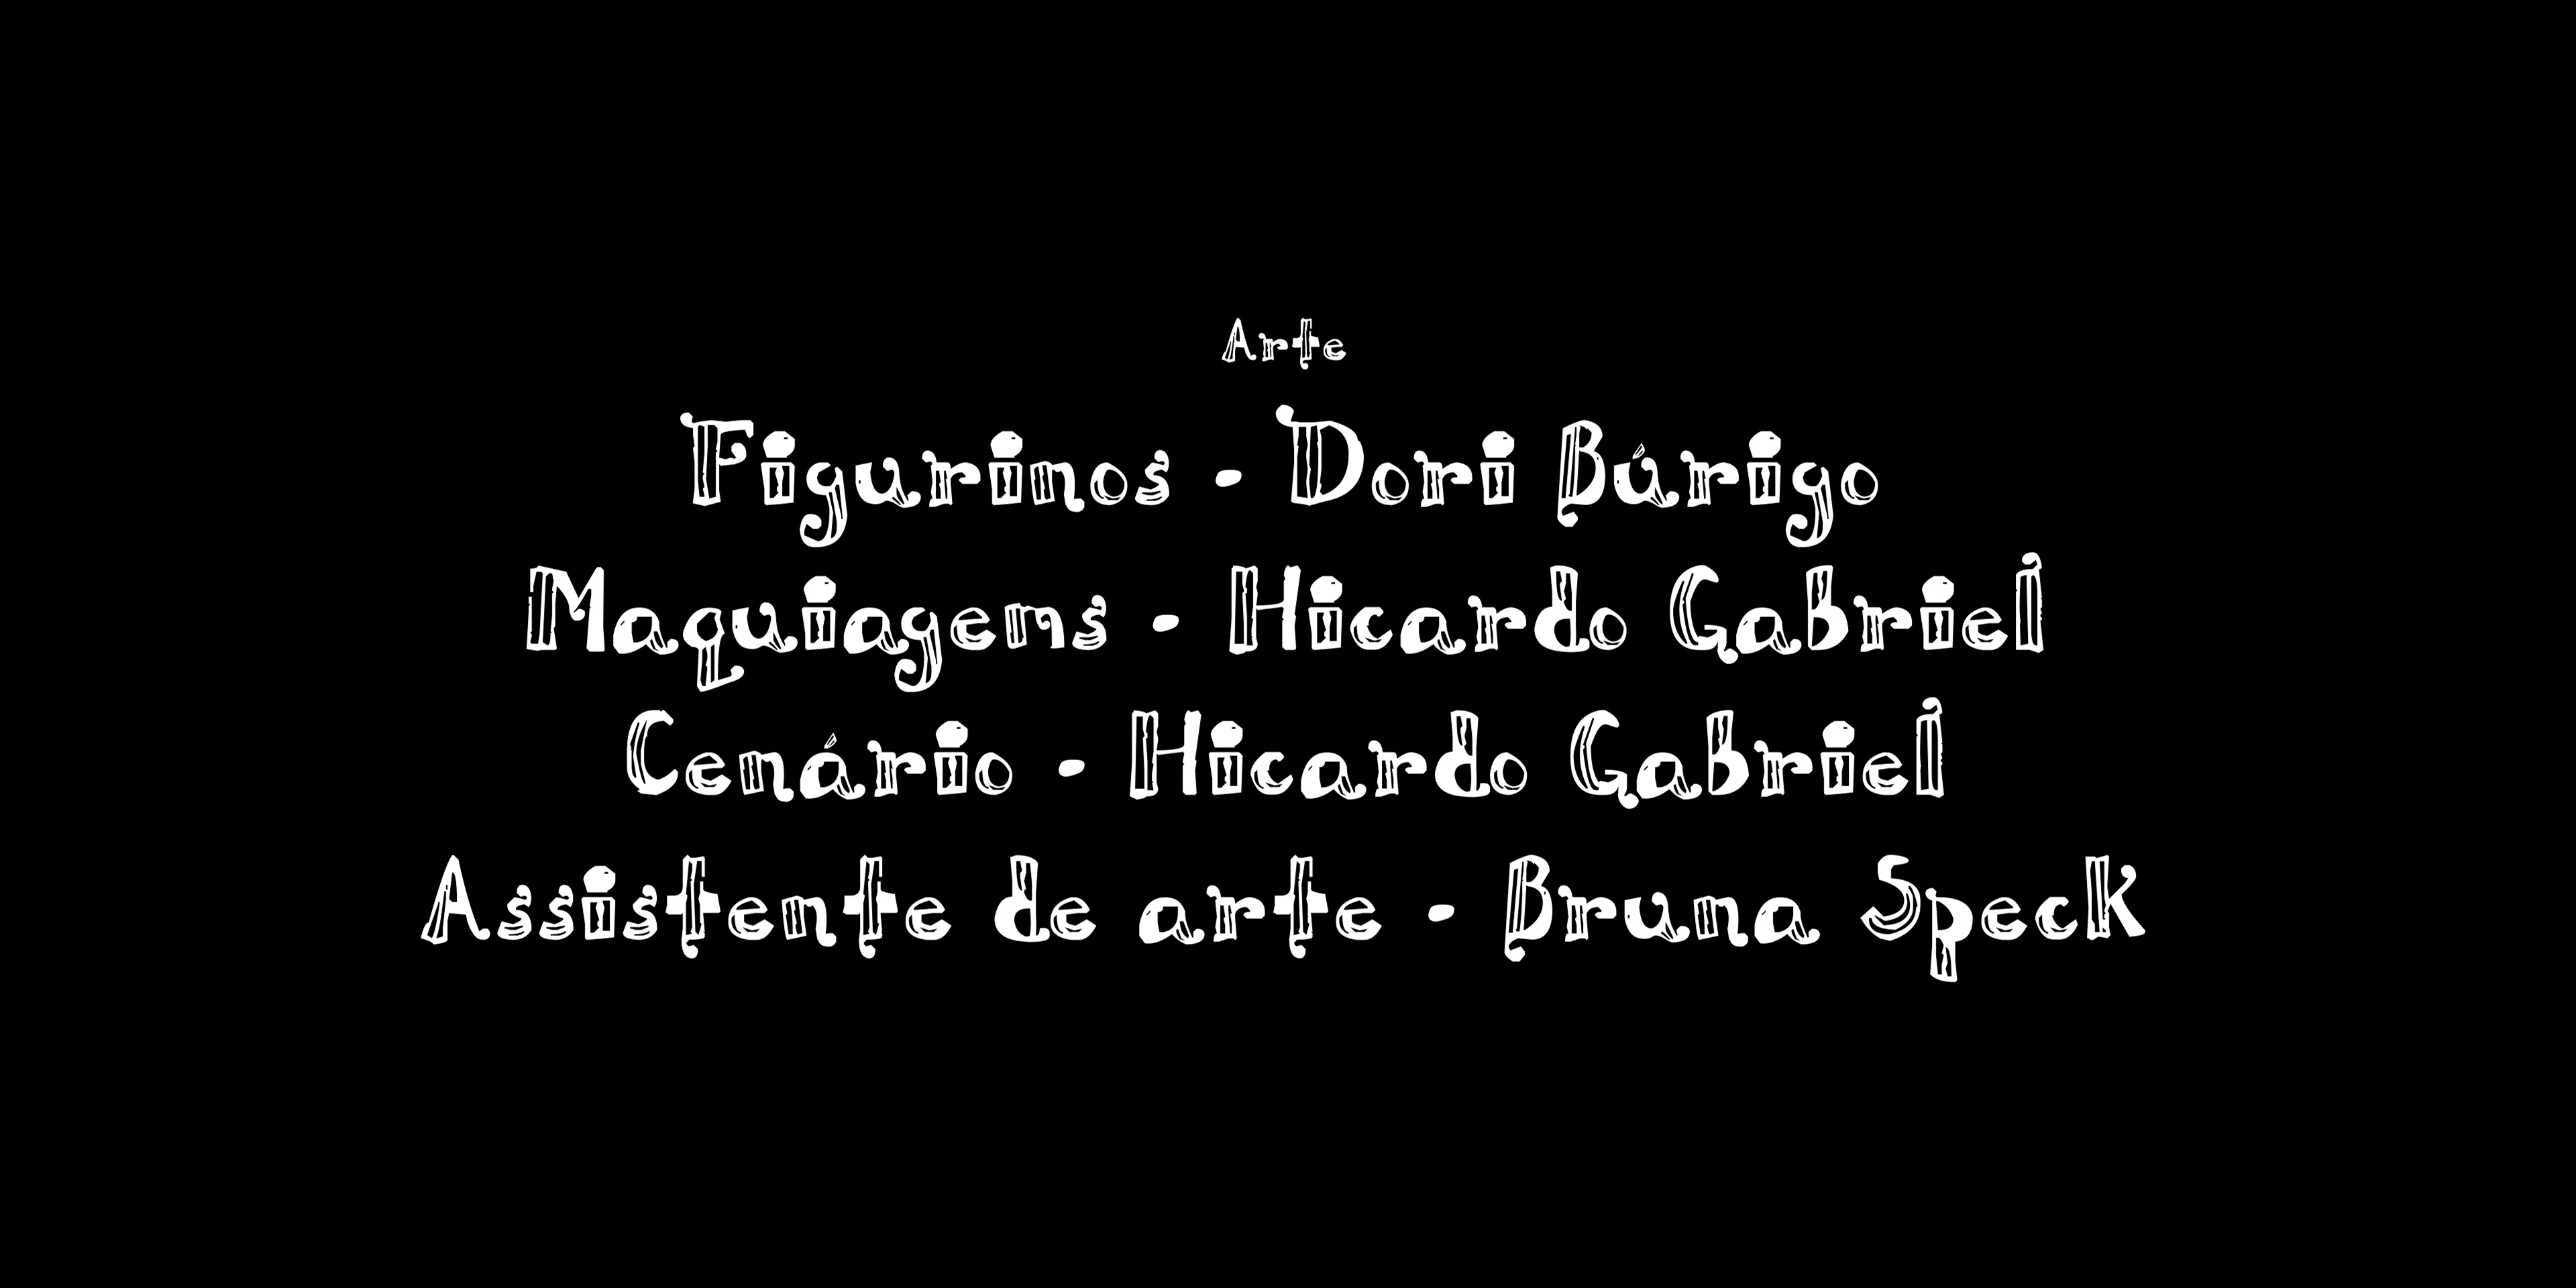 Arte
Figurinos - Dori Búrigo
Maquiagens - Hicardo Gabriel
Cenário - Hicardo Gabriel
Assistente de arte - Bruna Speck